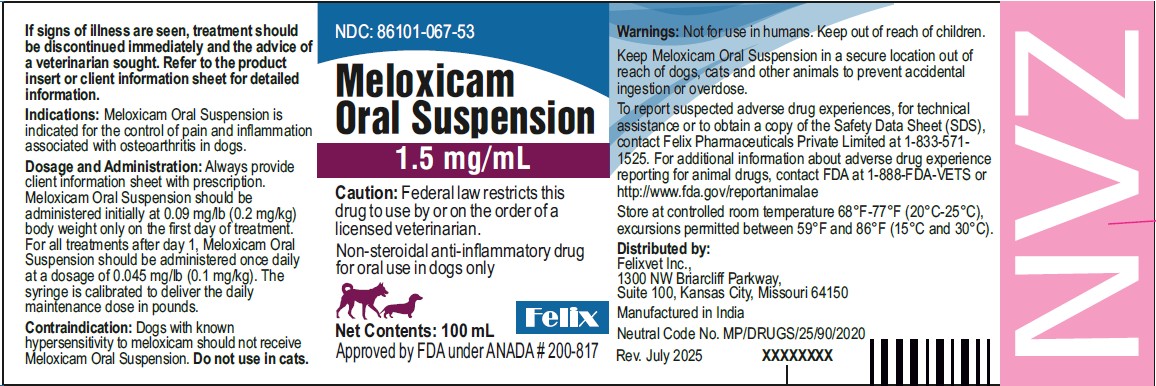 If signs of illness are seen, treatment should
be discontinued immediately and the advice of
a veterinarian sought. Refer to the product
insert or client information sheet for detailed
information.
Indications: Meloxicam Oral Suspension is
indicated for the control of pain and inflammation
associated with osteoarthritis in dogs.
Dosage and Administration: Always provide
client information sheet with prescription.
Meloxicam Oral Suspension should be
administered initially at 0.09 mg/lb (0.2 mg/kg)
body weight only on the first day of treatment.
For all treatments after day 1, Meloxicam Oral
Suspension should be administered once daily
at a dosage of 0.045 mg/lb (0.1 mg/kg). The
syringe is calibrated to deliver the daily
maintenance dose in pounds.
Contraindication: Dogs with known
hypersensitivity to meloxicam should not receive
Meloxicam Oral Suspension. Do not use in cats.
NDC: 86101-067-53
Meloxicam
Oral Suspension
1.5 mg/mL
Caution: Federal law restricts this
drug to use by or on the order of a
licensed veterinarian.
Non-steroidal anti-inflammatory drug
for oral use in dogs only
Felix
Net Contents: 100 mL
Approved by FDA under ANADA # 200-817
Warnings: Not for use in humans. Keep out of reach of children.
Keep Meloxicam Oral Suspension in a secure location out of
reach of dogs, cats and other animals to prevent accidental
ingestion or overdose.
To report suspected adverse drug experiences, for technical
assistance or to obtain a copy of the Safety Data Sheet (SDS),
contact Felix Pharmaceuticals Private Limited at 1-833-571-
1525. For additional information about adverse drug experience
reporting for animal drugs, contact FDA at 1-888-FDA-VETS or
http://www.fda.gov/reportanimalae
Store at controlled room temperature 68°F-77°F (20°C-25°C),
excursions permitted between 59°F and 86°F (15°C and 30°C).
Distributed by:
Felixvet Inc.,
1300 NW Briarcliff Parkway,
Suite 100, Kansas City, Missouri 64150
Manufactured in India
Neutral Code No. MP/DRUGS/25/90/2020
Rev. July 2025 XXXXXXXX
NVZ